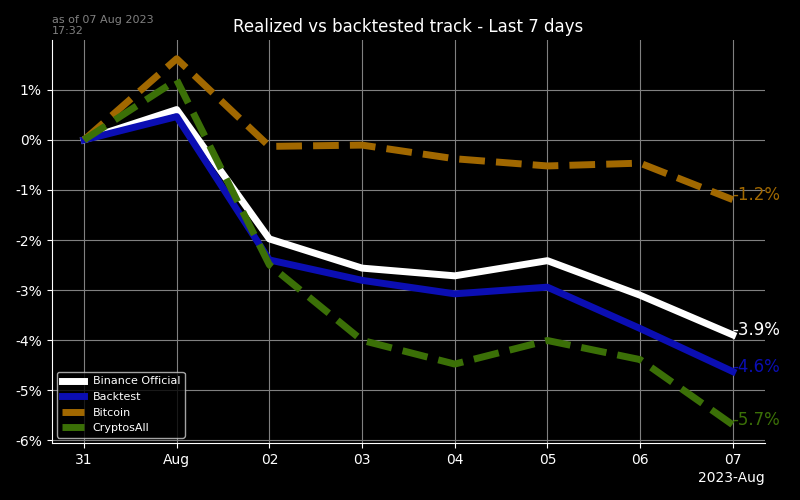 as of 07 Aug 2023
17:32
Realized vs backtested track - Last 7 days
1%
0%
-1%
-2%
-3%
-4%
-5%
-6%
-1.2%
-3.9%
-4.6%
-5.7%
Binance Official
Backtest
Bitcoin
CryptosAll
31 Aug 02 03 04 05 06 07
2023-Aug